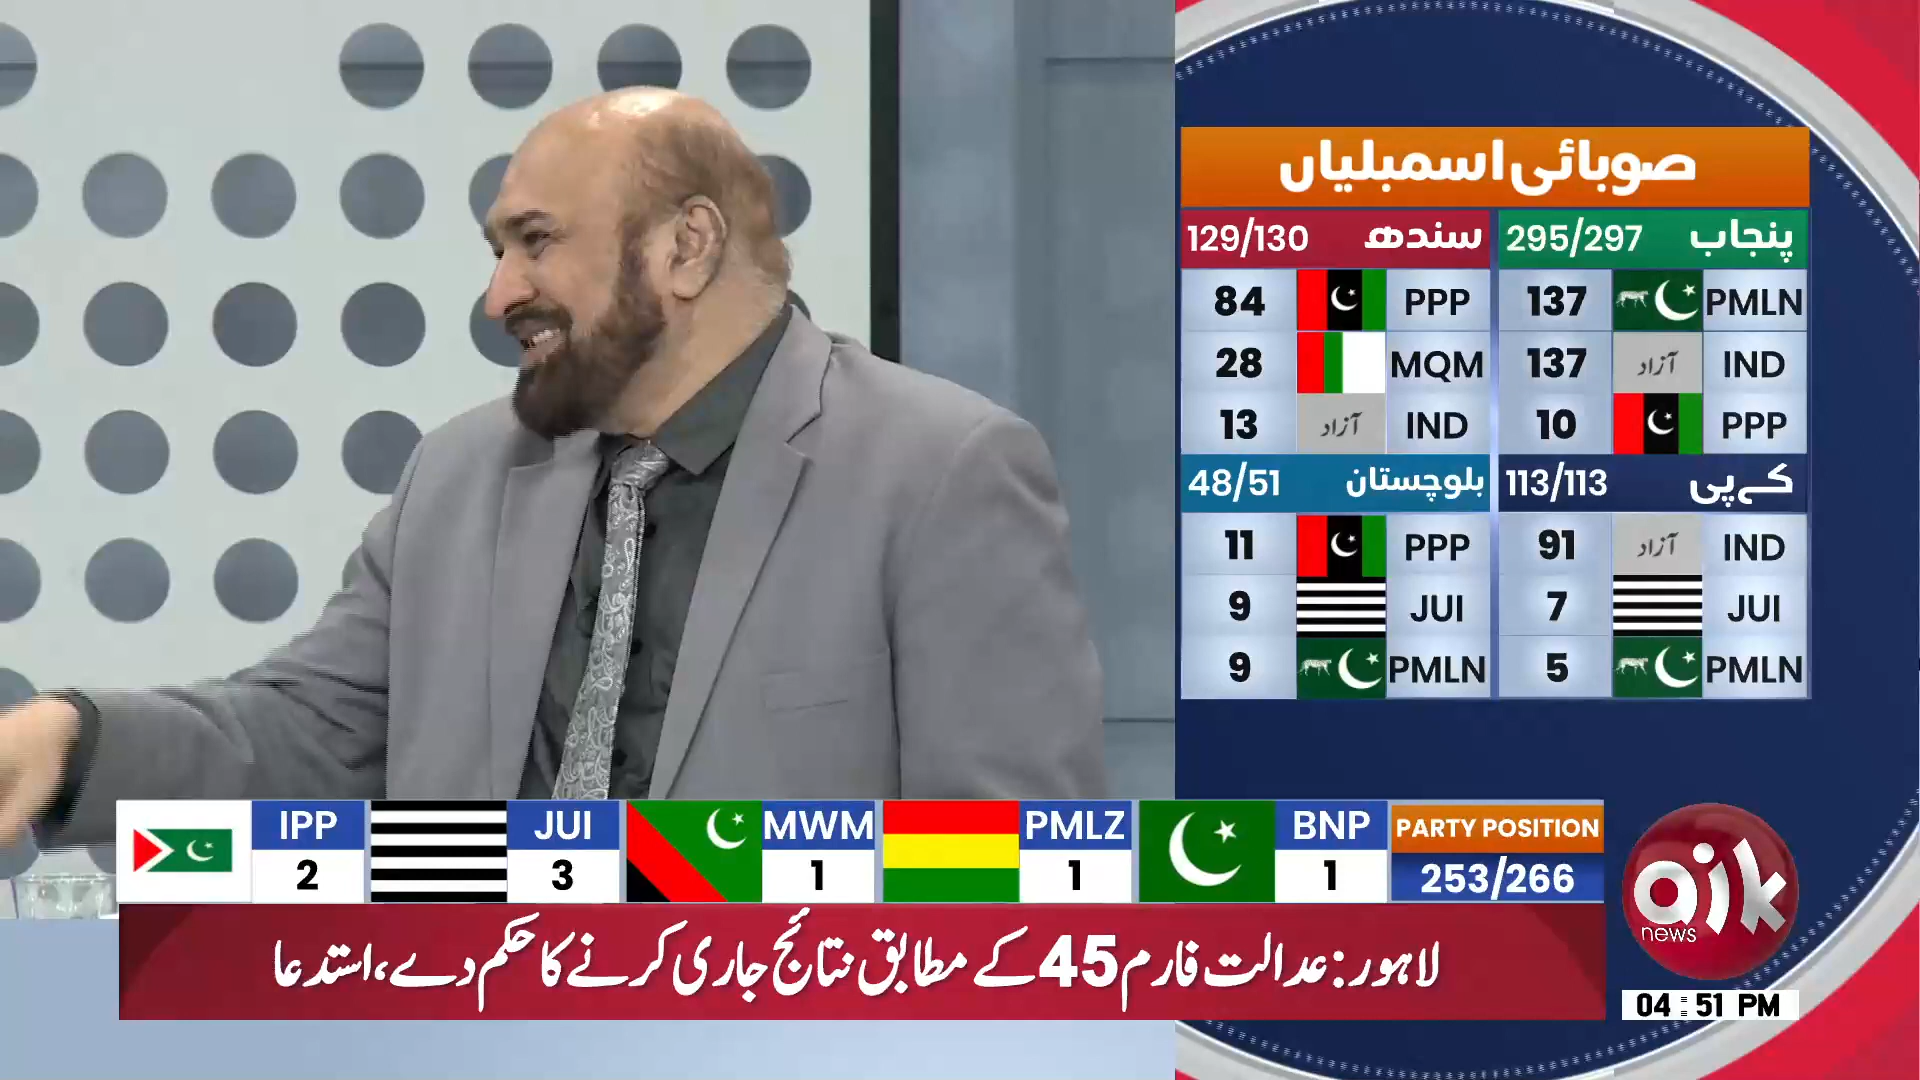 صوبائی اسمبلیاں
پنجاب 295/297
PMLN 137
IND آزاد 137
PPP 10
سندھ 129/130
PPP 84
MQM 28
IND آزاد 13
کے پی 113/113
IND آزاد 91
JUI 7
PMLN 5
بلوچستان 48/51
PPP 11
JUI 9
PMLN 9
IPP 2
JUI 3
MWM 1
PMLZ 1
BNP 1
PARTY POSITION
253/266
لاہور: عدالت فارم 45 کے مطابق نتائج جاری کرنے کا حکم دے، استدعا
ajk
news
04:51 PM